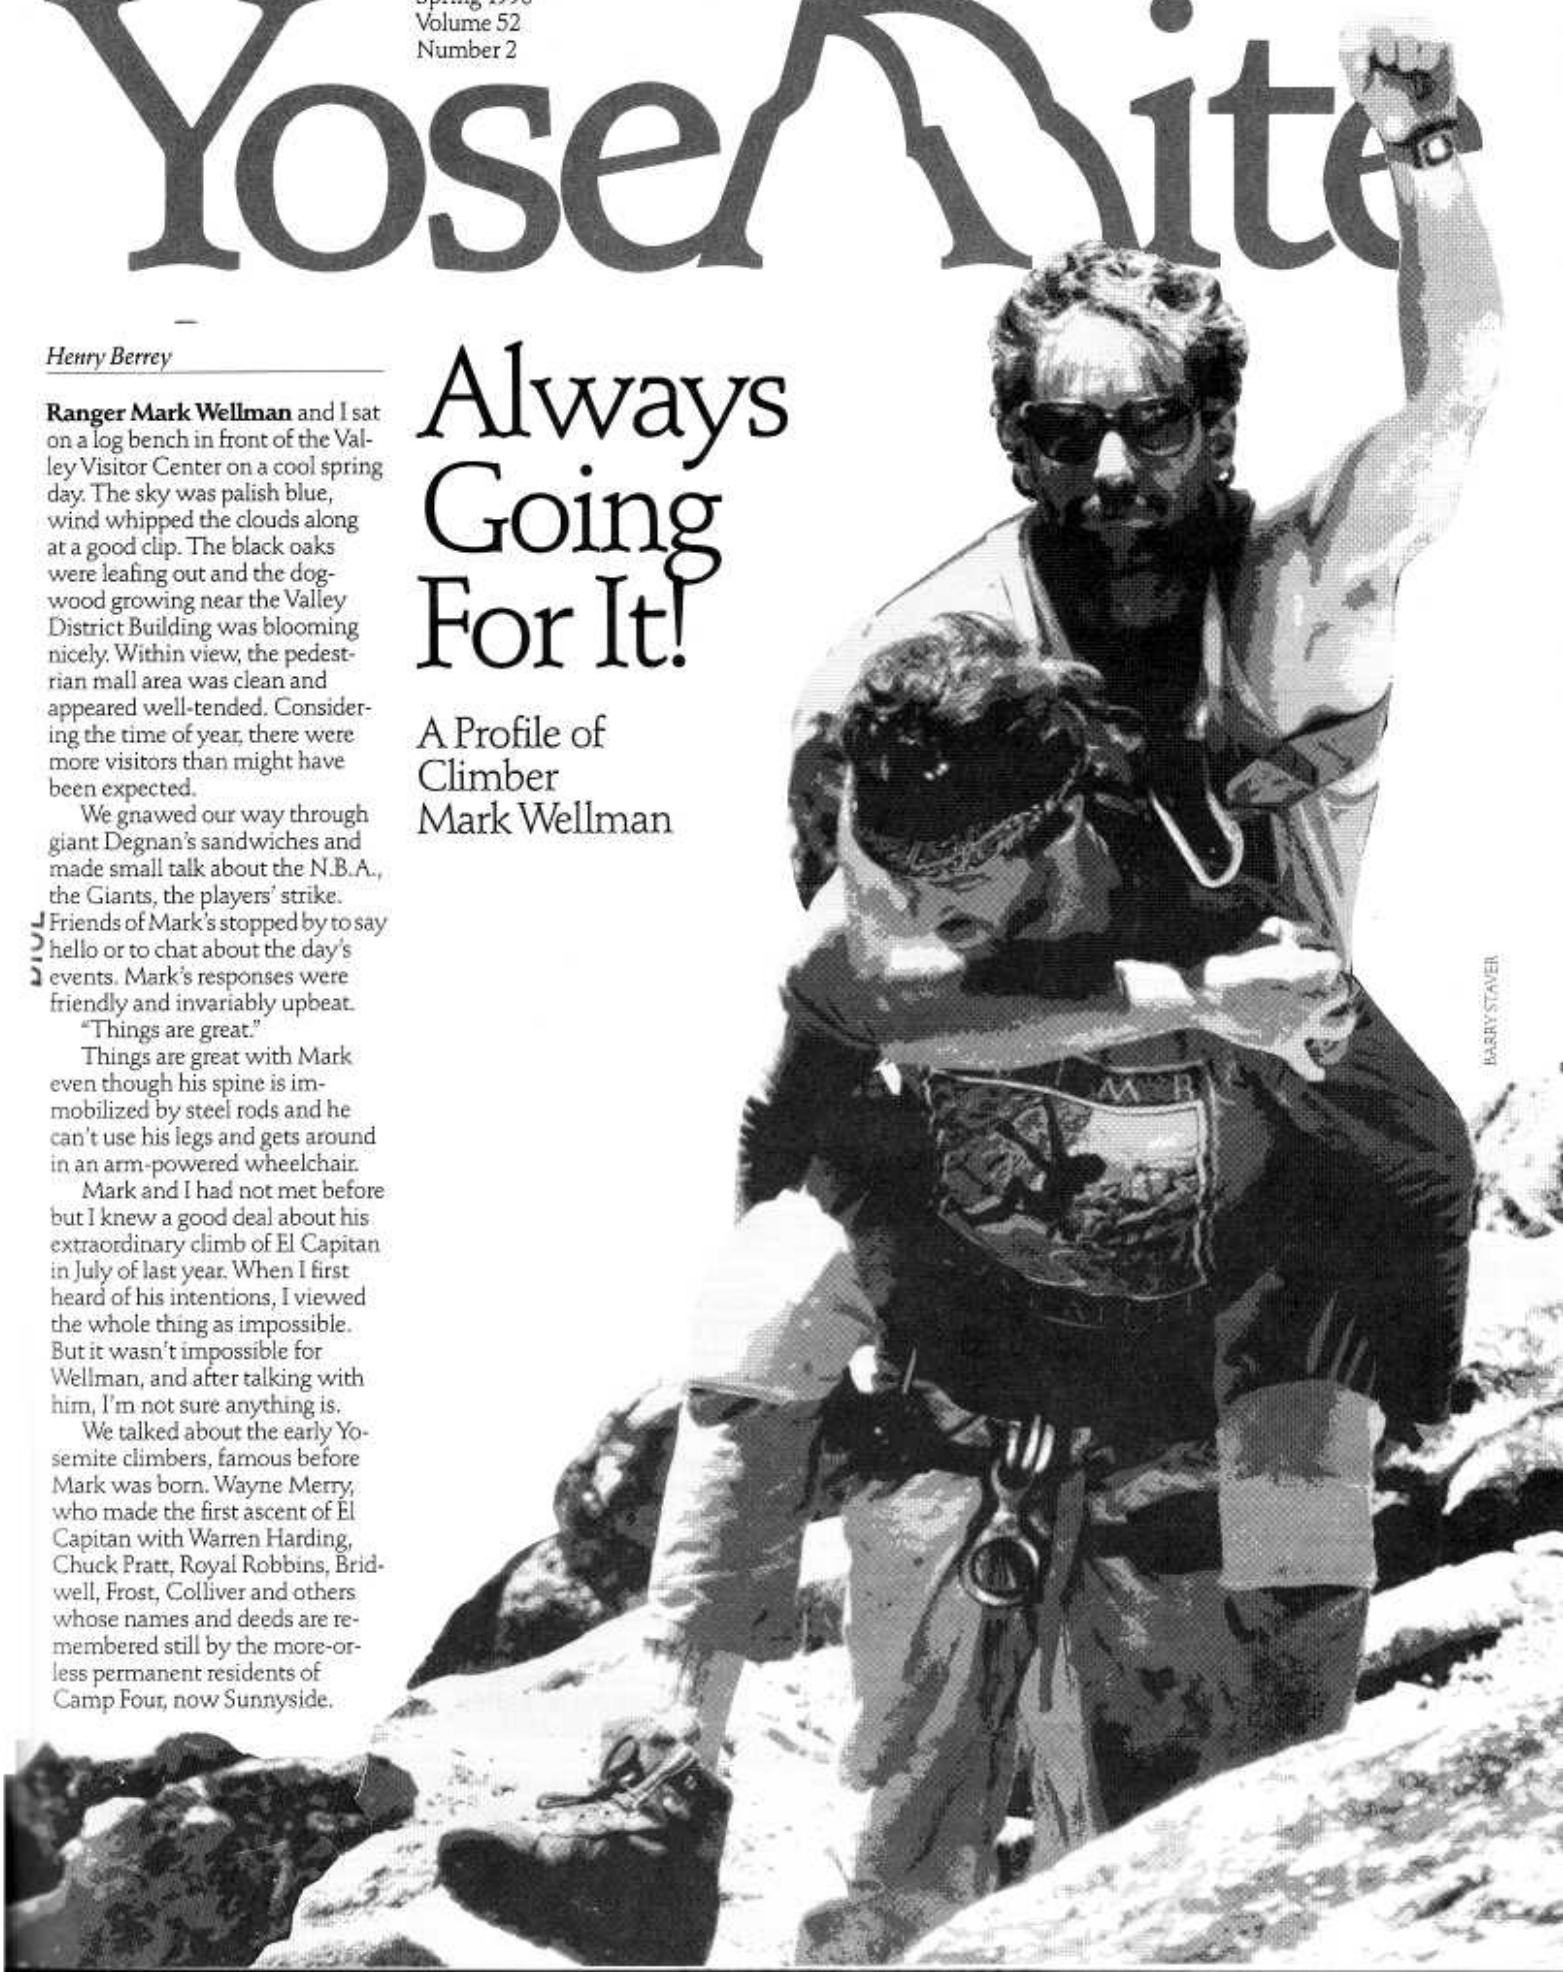 Volume 52
Number 2
Yosemite
Henry Berrey
Ranger Mark Wellman and I sat
on a log bench in front of the Val-
ley Visitor Center on a cool spring
day. The sky was palish blue,
wind whipped the clouds along
at a good clip. The black oaks
were leafing out and the dog-
wood growing near the Valley
District Building was blooming
nicely. Within view, the pedest-
rian mall area was clean and
appeared well-tended. Consider-
ing the time of year, there were
more visitors than might have
been expected.
We gnawed our way through
giant Degnan's sandwiches and
made small talk about the N.B.A.,
the Giants, the players' strike.
Friends of Mark's stopped by to say
hello or to chat about the day's
events. Mark's responses were
friendly and invariably upbeat.
"Things are great."
Things are great with Mark
even though his spine is im-
mobilized by steel rods and he
can't use his legs and gets around
in an arm-powered wheelchair.
Mark and I had not met before
but I knew a good deal about his
extraordinary climb of El Capitan
in July of last year. When I first
heard of his intentions, I viewed
the whole thing as impossible.
But it wasn't impossible for
Wellman, and after talking with
him, I'm not sure anything is.
We talked about the early Yo-
semite climbers, famous before
Mark was born. Wayne Merry,
who made the first ascent of El
Capitan with Warren Harding,
Chuck Pratt, Royal Robbins, Brid-
well, Frost, Colliver and others
whose names and deeds are re-
membered still by the more-or-
less permanent residents of
Camp Four, now Sunnyside.
Always
Going
For It!
A Profile of
Climber
Mark Wellman
BARRY STAVER